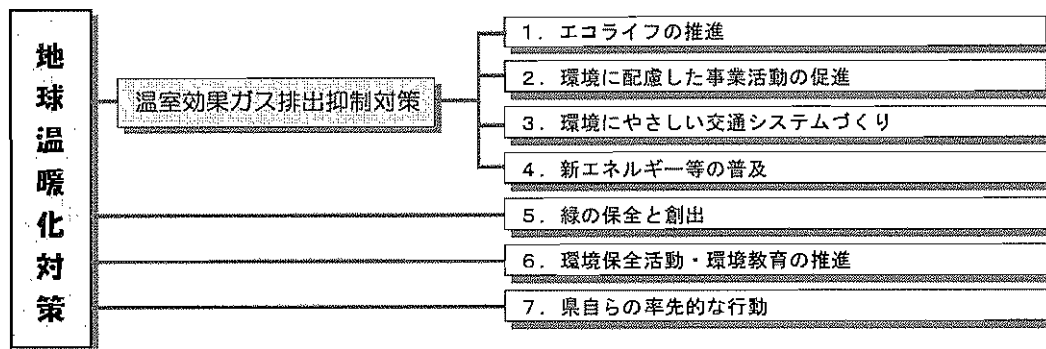 地球温暖化対策
温室効果ガス排出抑制対策
1．エコライフの推進
2．環境に配慮した事業活動の促進
3．環境にやさしい交通システムづくり
4．新エネルギー等の普及
5．緑の保全と創出
6．環境保全活動・環境教育の推進
7．県自らの率先的な行動